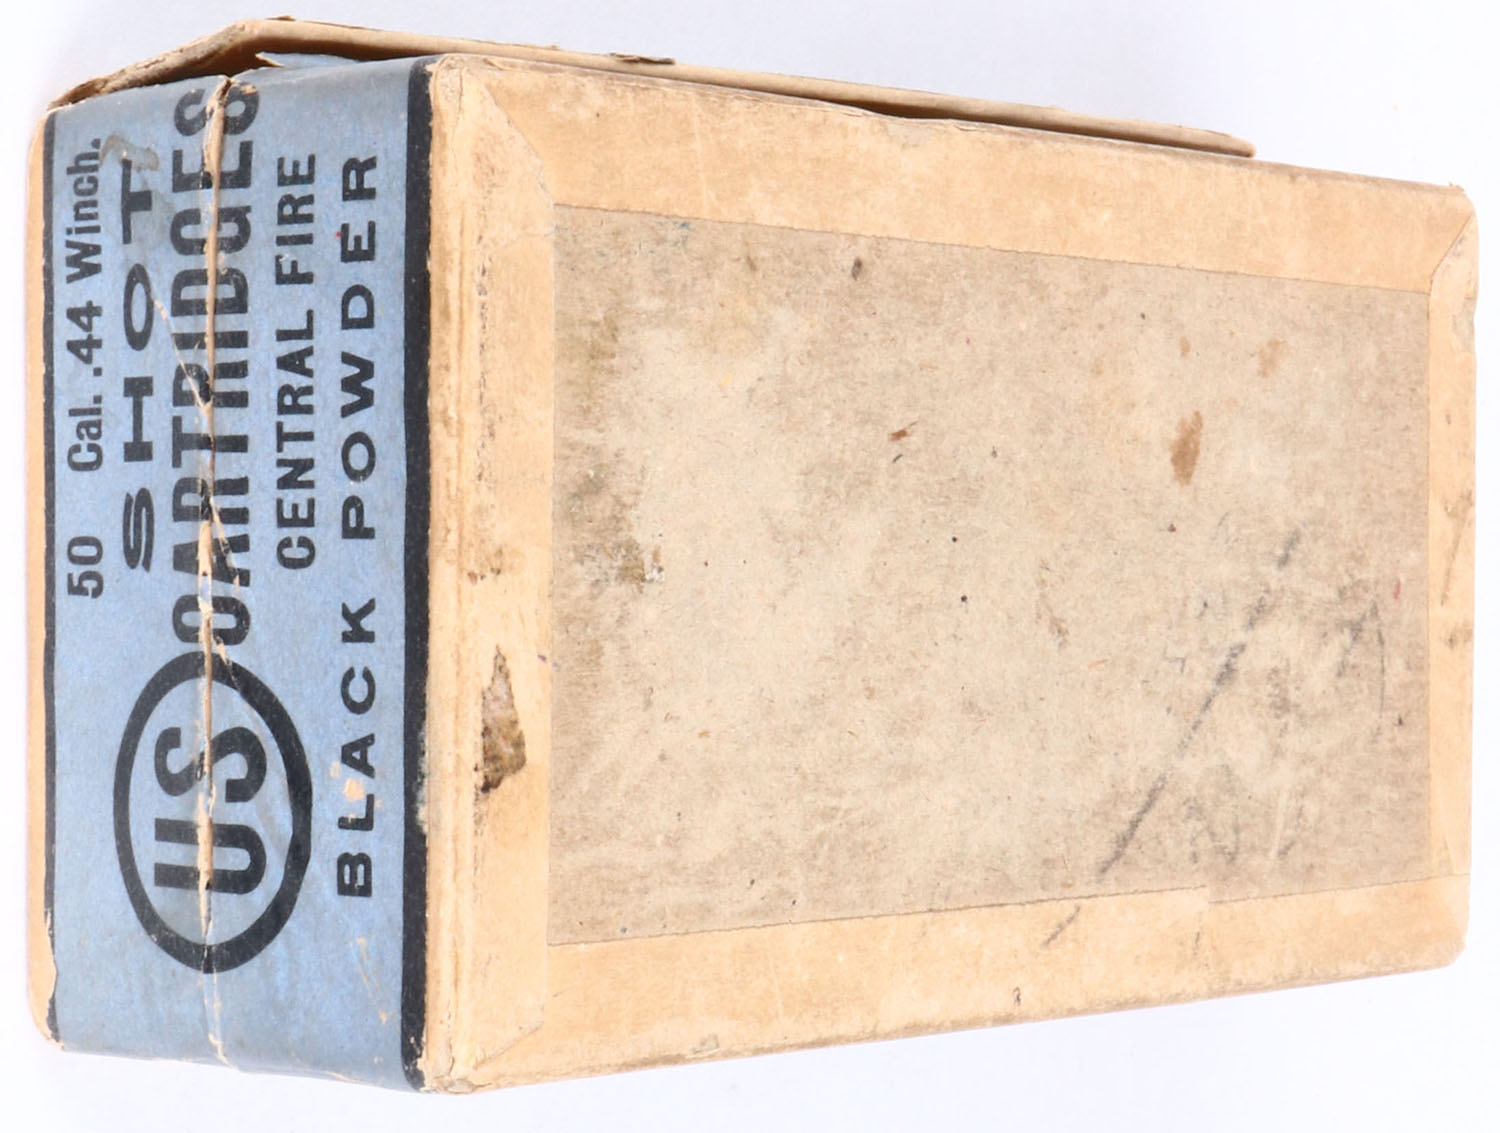 50 Cal. .44 Winch.
SHOT
US CARTRIDGES
CENTRAL FIRE
BLACK POWDER